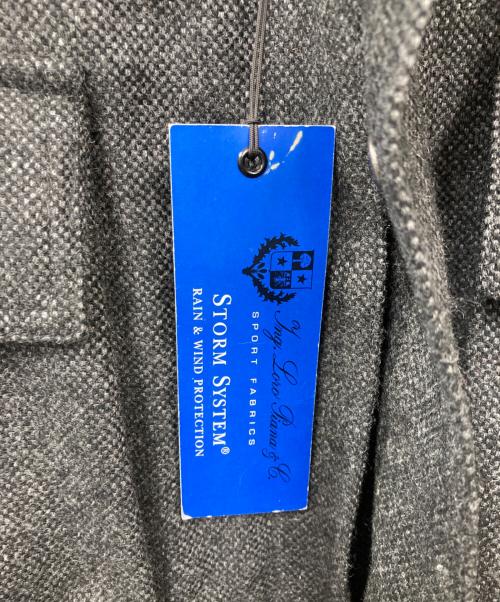 Ing. Loro Piana & C.
SPORT FABRICS
STORM SYSTEM®
RAIN & WIND PROTECTION